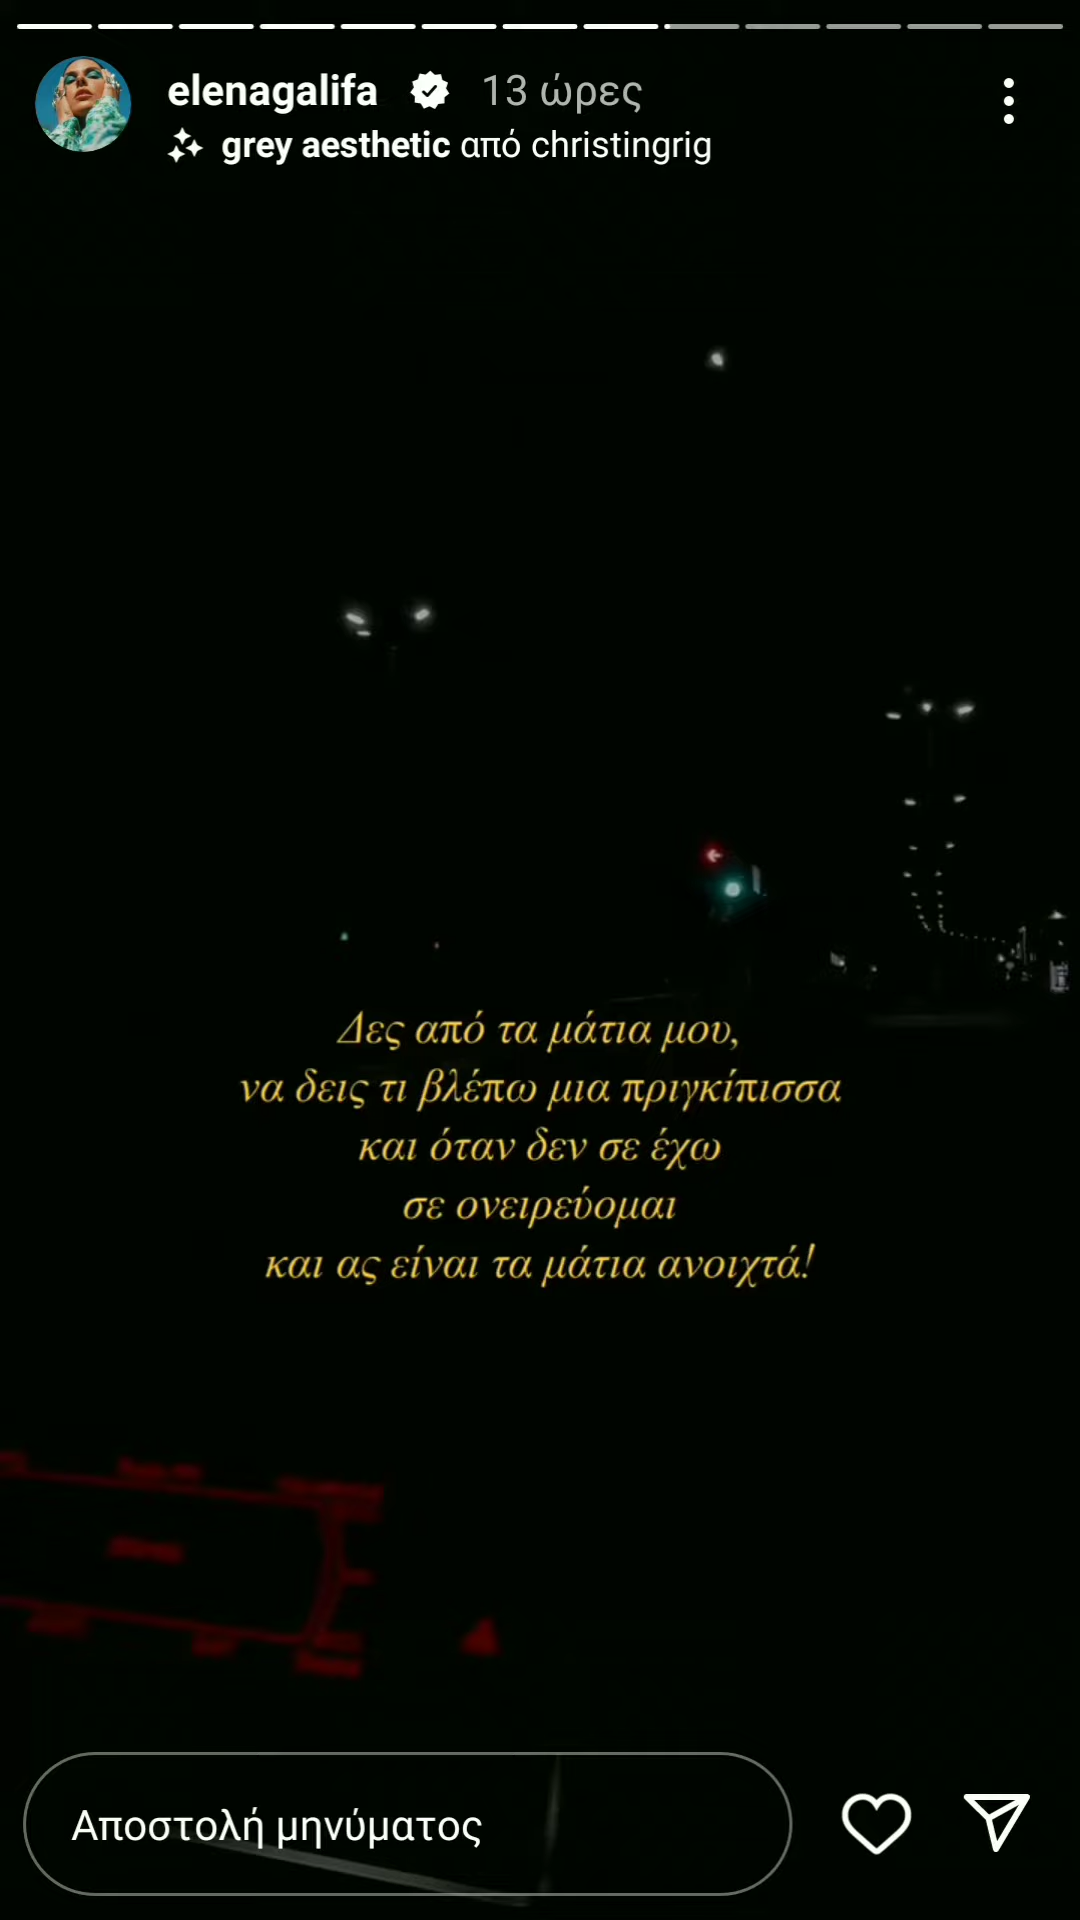 elenagalifa 13 ώρες
grey aesthetic από christingrig
Δες από τα μάτια μου,
να δεις τι βλέπω μια πριγκίπισσα
και όταν δεν σε έχω
σε ονειρεύομαι
και ας είναι τα μάτια ανοιχτά!
Αποστολή μηνύματος